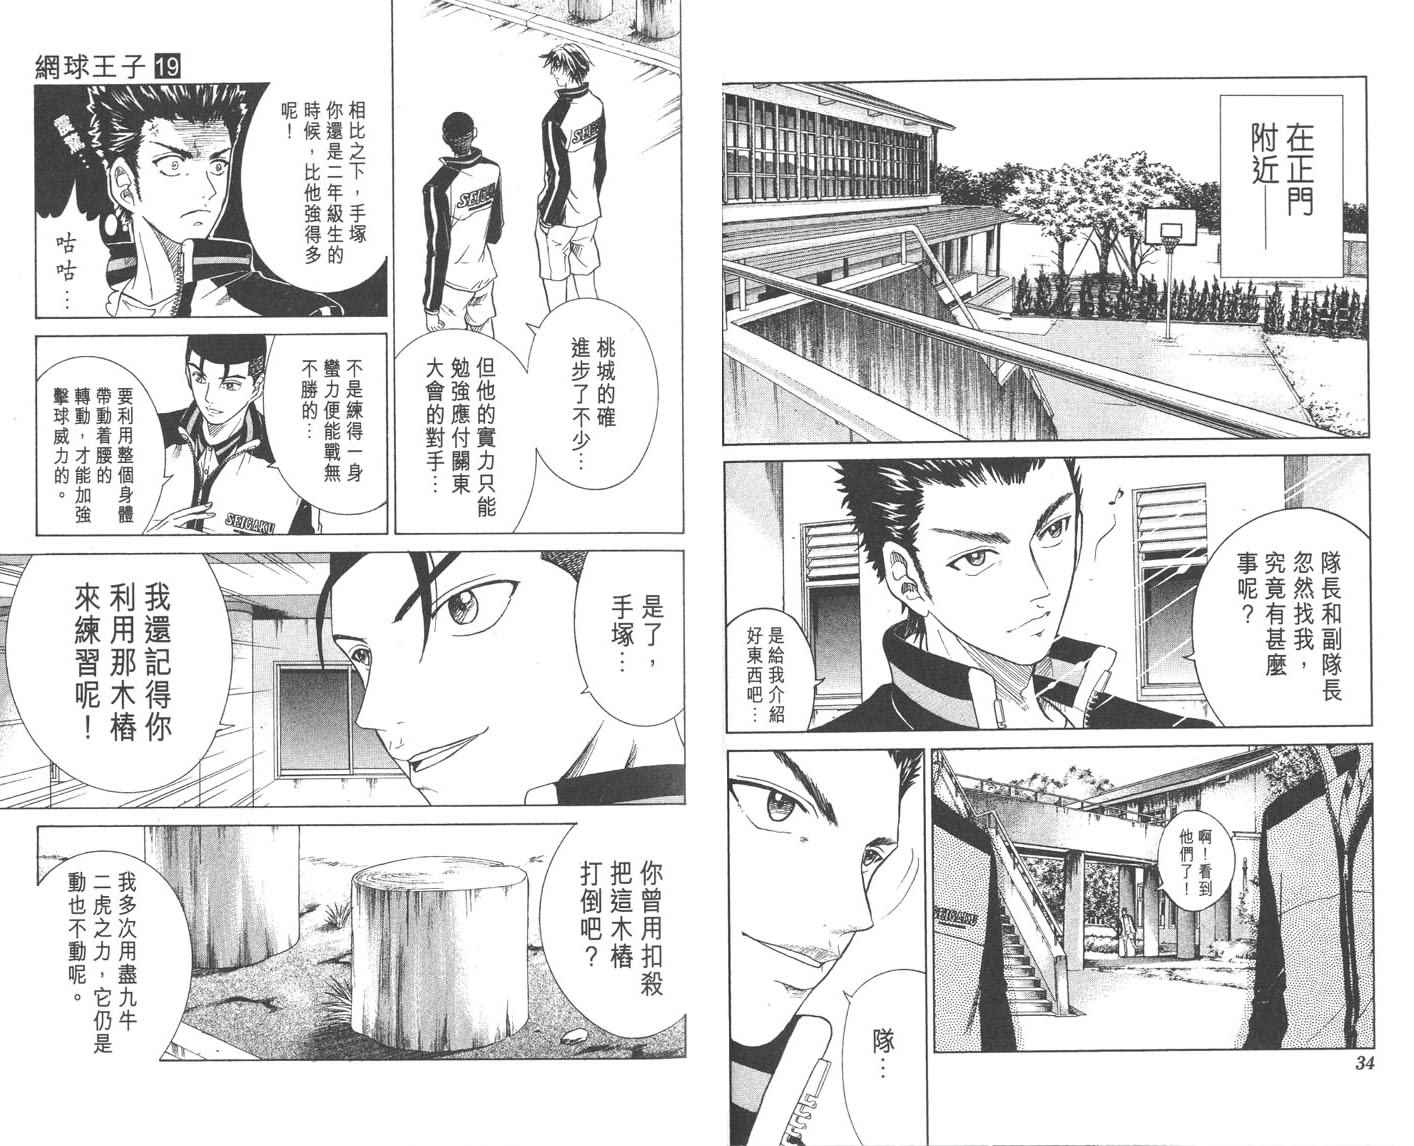 34
在正門
附近——
隊長和副隊長
忽然找我，
究竟有甚麼
事呢？
是給我介紹
好東西吧…
啊！看到
他們了！
SEIGAKU
隊…
網球王子 19
桃城的確
進步了不少…
但他的實力只能
勉強應付關東
大會的對手…
相比之下，手塚
你還是二年級生的
時候，比他強得多
呢！
咕咕…
不是練得一身
蠻力便能戰無
不勝的…
要利用整個身體
帶動着腰的
轉動，才能加強
擊球威力的。
SEIGAKU
是了，
手塚…
我還記得你
利用那木樁
來練習呢！
你曾用扣殺
把這木樁
打倒吧？
我多次用盡九牛
二虎之力，它仍是
動也不動呢。